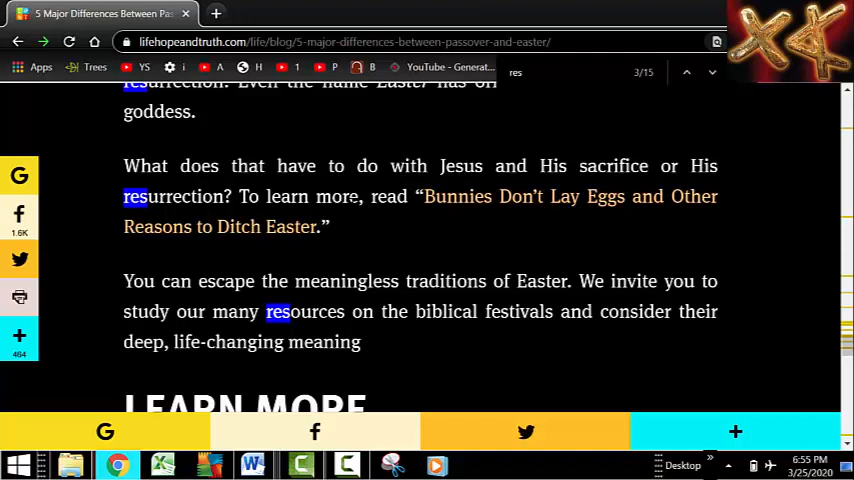 5 Major Differences Between Pas
lifehopeandtruth.com/life/blog/5-major-differences-between-passover-and-easter/
Apps Trees YS i A H 1 P B YouTube - Generat...
res 3/15
goddess.
What does that have to do with Jesus and His sacrifice or His
resurrection? To learn more, read “Bunnies Don’t Lay Eggs and Other
Reasons to Ditch Easter.”
You can escape the meaningless traditions of Easter. We invite you to
study our many resources on the biblical festivals and consider their
deep, life-changing meaning
LEARN MORE
G
f
1.6K
+
464
G f +
Desktop
6:55 PM
3/25/2020
X4